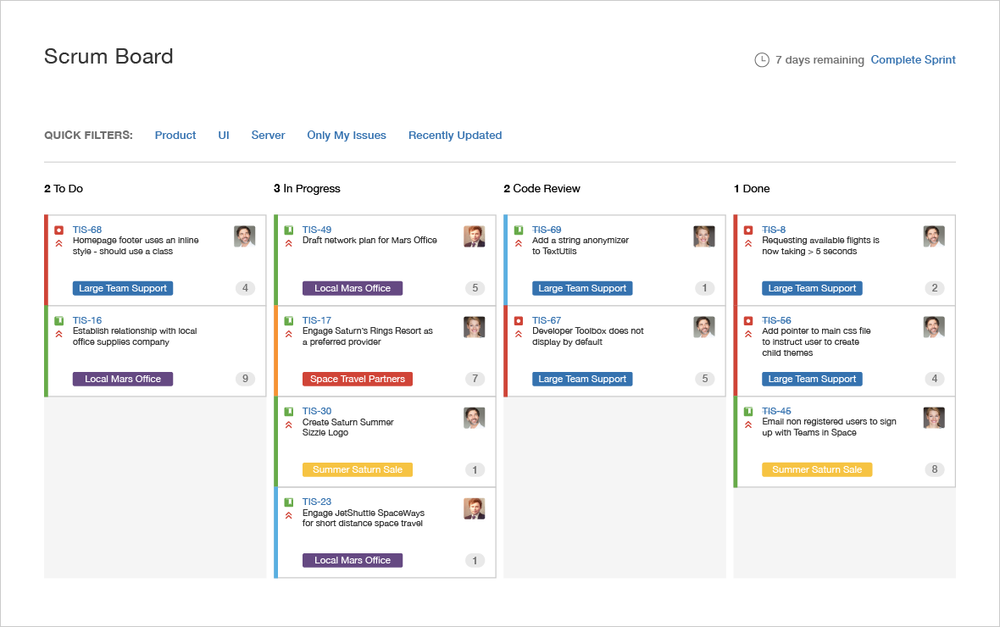 Scrum Board
7 days remaining Complete Sprint
QUICK FILTERS: Product UI Server Only My Issues Recently Updated
2 To Do
TIS-68
Homepage footer uses an inline
style - should use a class
Large Team Support 4
TIS-16
Establish relationship with local
office supplies company
Local Mars Office 9
3 In Progress
TIS-49
Draft network plan for Mars Office
Local Mars Office 5
TIS-17
Engage Saturn's Rings Resort as
a preferred provider
Space Travel Partners 7
TIS-30
Create Saturn Summer
Sizzle Logo
Summer Saturn Sale 1
TIS-23
Engage JetShuttle SpaceWays
for short distance space travel
Local Mars Office 1
2 Code Review
TIS-69
Add a string anonymizer
to TextUtils
Large Team Support 1
TIS-67
Developer Toolbox does not
display by default
Large Team Support 5
1 Done
TIS-8
Requesting available flights is
now taking > 5 seconds
Large Team Support 2
TIS-56
Add pointer to main css file
to instruct user to create
child themes
Large Team Support 4
TIS-45
Email non registered users to sign
up with Teams in Space
Summer Saturn Sale 8